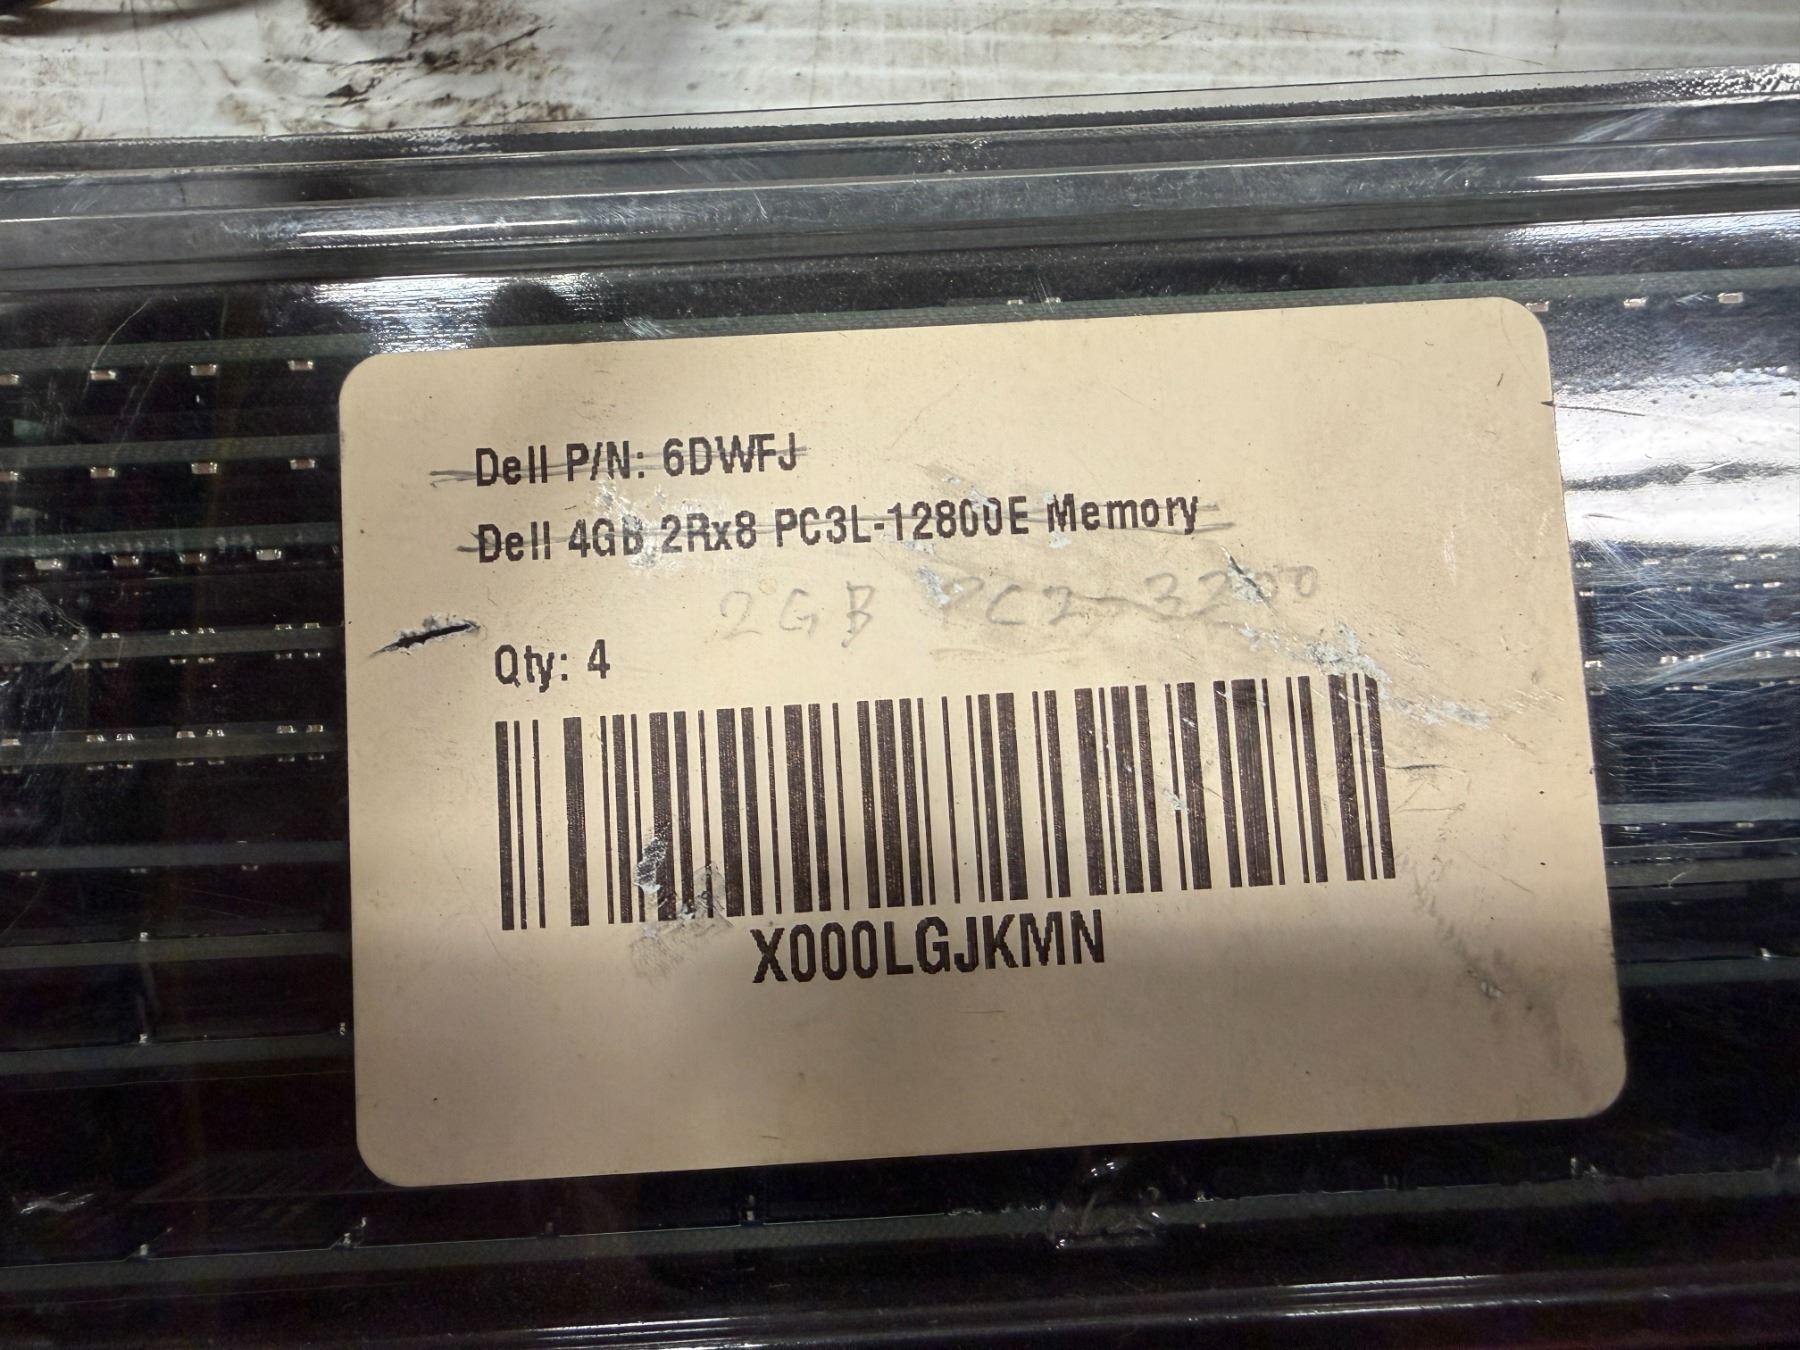 Dell P/N: 6DWFJ
Dell 4GB 2Rx8 PC3L-12800E Memory
2GB PC2-3200
Qty: 4
X000LGJKMN